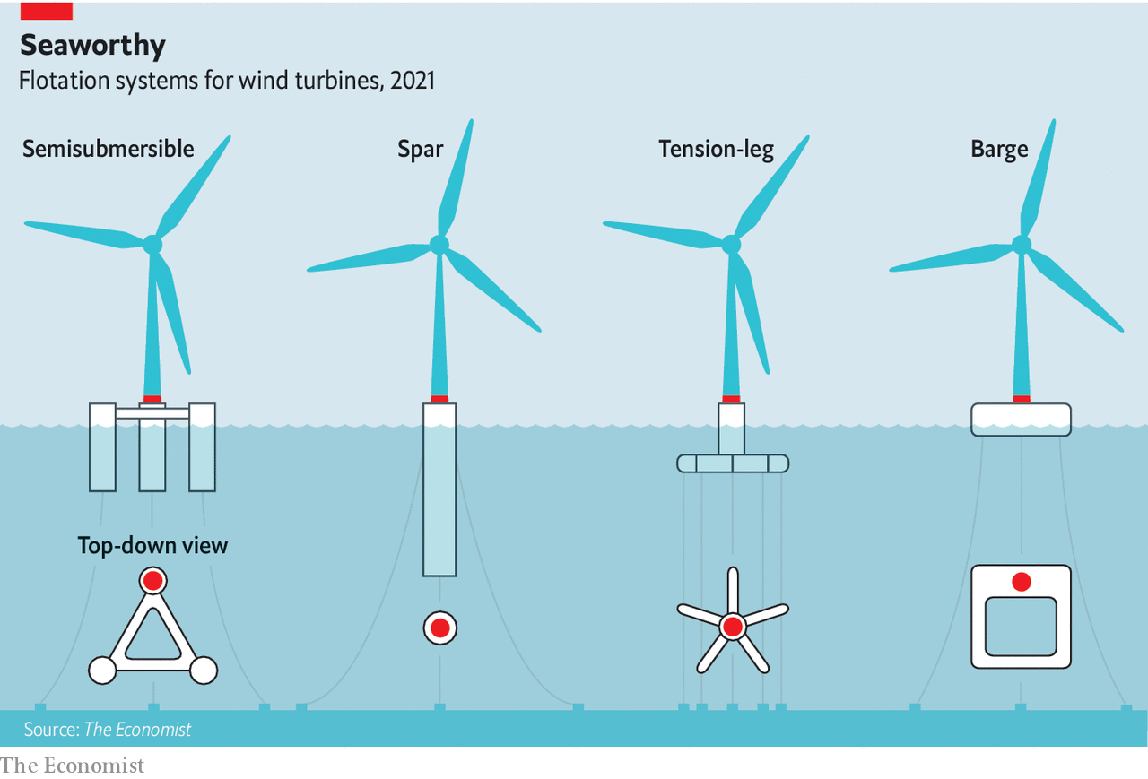 Seaworthy
Flotation systems for wind turbines, 2021
Semisubmersible
Spar
Tension-leg
Barge
Top-down view
Source: The Economist
The Economist